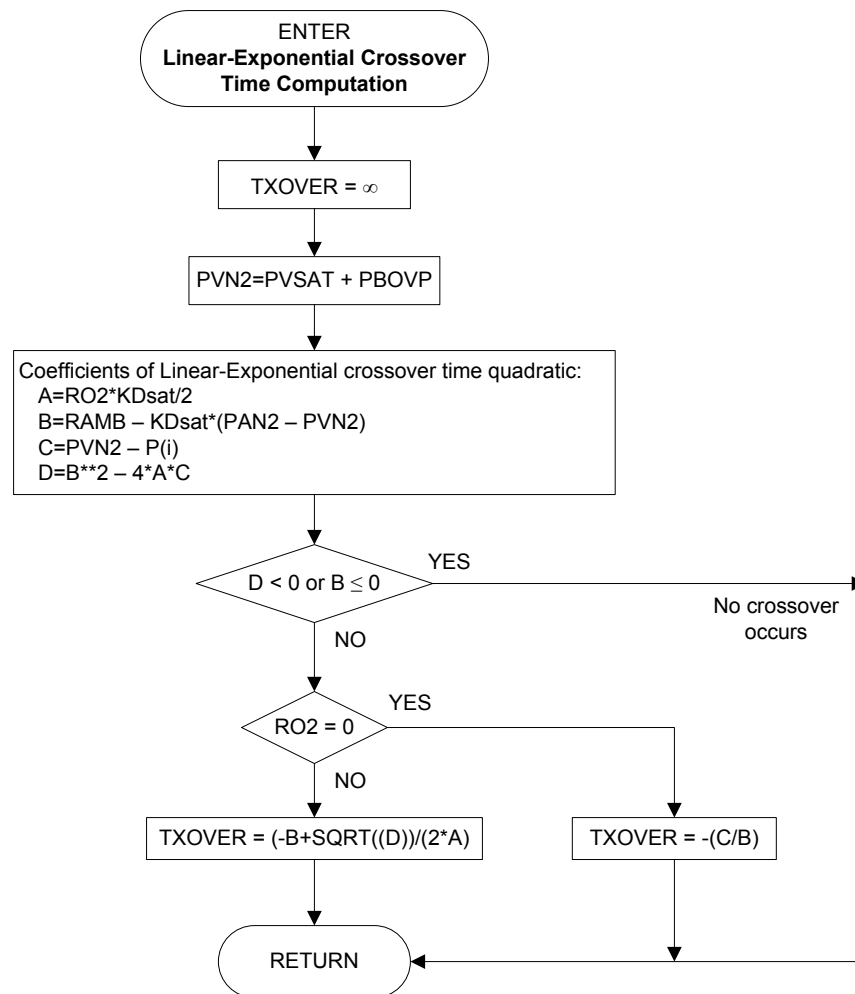 ENTER
Linear-Exponential Crossover
Time Computation
TXOVER = ∞
PVN2=PVSAT + PBOVP
Coefficients of Linear-Exponential crossover time quadratic:
A=RO2*KDsat/2
B=RAMB – KDsat*(PAN2 – PVN2)
C=PVN2 – P(i)
D=B**2 – 4*A*C
D < 0 or B ≤ 0
YES
No crossover
occurs
NO
RO2 = 0
YES
NO
TXOVER = (-B+SQRT((D))/(2*A)
TXOVER = -(C/B)
RETURN